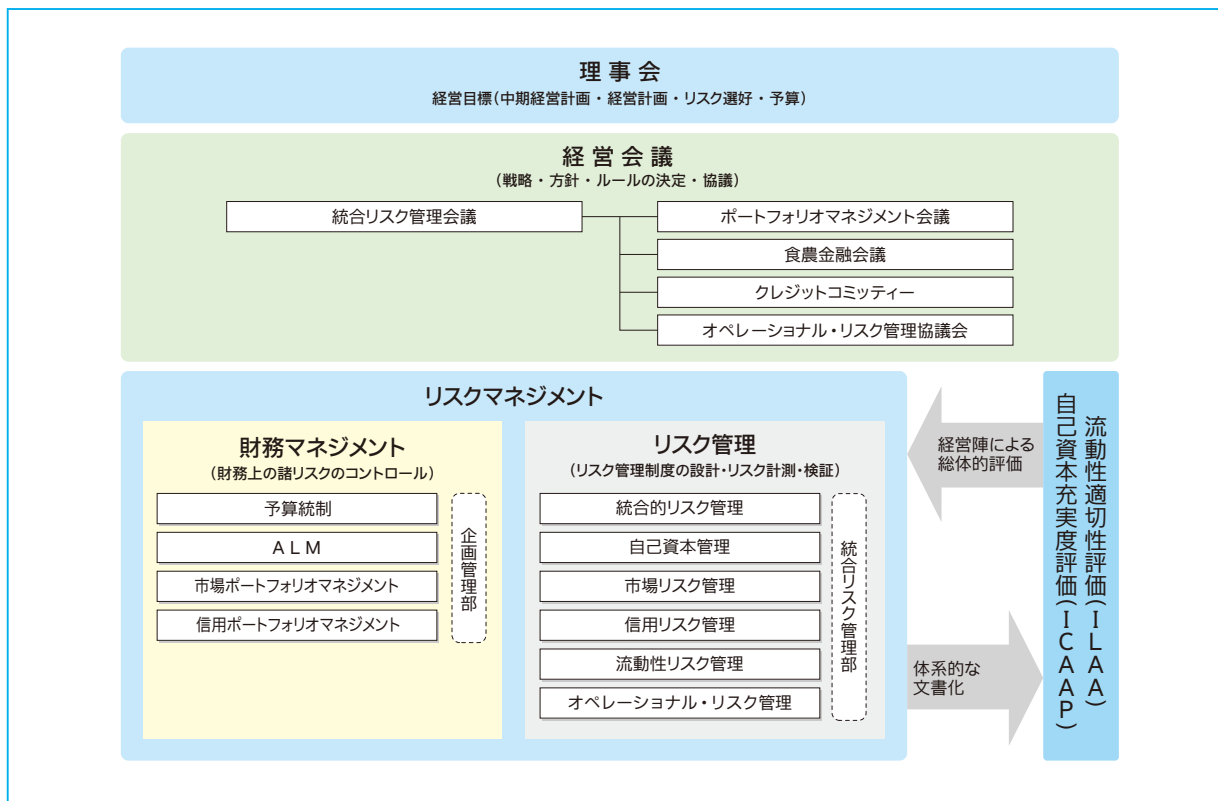 理事会
経営目標(中期経営計画・経営計画・リスク選好・予算)
経営会議
(戦略・方針・ルールの決定・協議)
統合リスク管理会議
ポートフォリオマネジメント会議
食農金融会議
クレジットコミッティー
オペレーショナル・リスク管理協議会
リスクマネジメント
財務マネジメント
(財務上の諸リスクのコントロール)
予算統制
ALM
市場ポートフォリオマネジメント
信用ポートフォリオマネジメント
企画管理部
リスク管理
(リスク管理制度の設計・リスク計測・検証)
統合的リスク管理
自己資本管理
市場リスク管理
信用リスク管理
流動性リスク管理
オペレーショナル・リスク管理
統合リスク管理部
経営陣による
総体的評価
体系的な
文書化
流動性適切性評価(ILAA)
自己資本充実度評価(ICAAP)